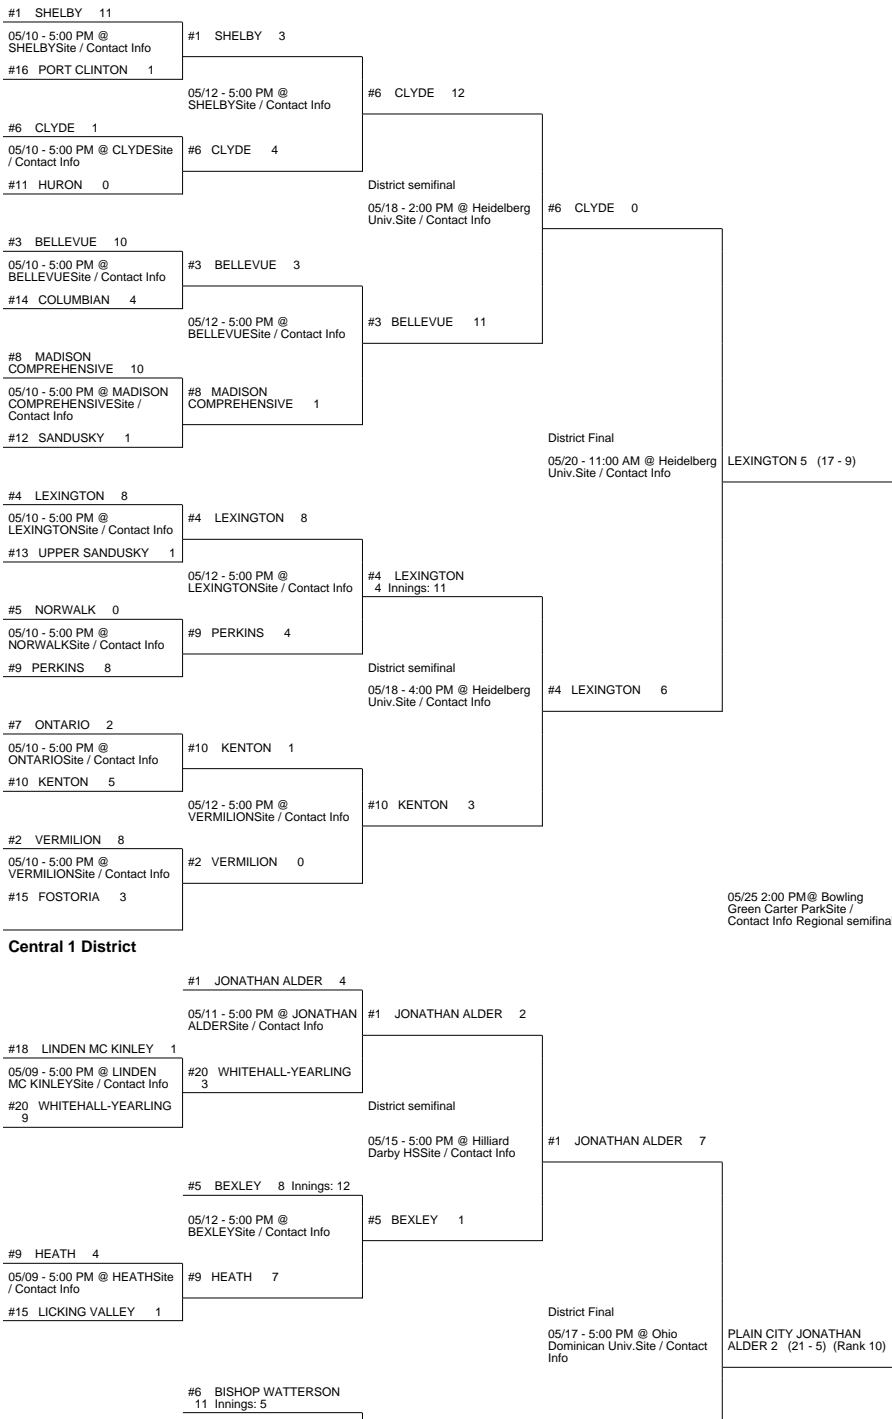 #1 SHELBY 11
05/10 - 5:00 PM @
SHELBYSite / Contact Info
#16 PORT CLINTON 1
#1 SHELBY 3
05/12 - 5:00 PM @
SHELBYSite / Contact Info
#6 CLYDE 12
#6 CLYDE 1
05/10 - 5:00 PM @ CLYDESite
/ Contact Info
#11 HURON 0
#6 CLYDE 4
District semifinal
05/18 - 2:00 PM @ Heidelberg
Univ.Site / Contact Info
#6 CLYDE 0
#3 BELLEVUE 10
05/10 - 5:00 PM @
BELLEVUESite / Contact Info
#14 COLUMBIAN 4
#3 BELLEVUE 3
05/12 - 5:00 PM @
BELLEVUESite / Contact Info
#3 BELLEVUE 11
#8 MADISON
COMPREHENSIVE 10
05/10 - 5:00 PM @ MADISON
COMPREHENSIVESite /
Contact Info
#12 SANDUSKY 1
#8 MADISON
COMPREHENSIVE 1
District Final
05/20 - 11:00 AM @ Heidelberg
Univ.Site / Contact Info
LEXINGTON 5 (17 - 9)
#4 LEXINGTON 8
05/10 - 5:00 PM @
LEXINGTONSite / Contact Info
#13 UPPER SANDUSKY 1
#4 LEXINGTON 8
05/12 - 5:00 PM @
LEXINGTONSite / Contact Info
#4 LEXINGTON
4 Innings: 11
#5 NORWALK 0
05/10 - 5:00 PM @
NORWALKSite / Contact Info
#9 PERKINS 8
#9 PERKINS 4
District semifinal
05/18 - 4:00 PM @ Heidelberg
Univ.Site / Contact Info
#4 LEXINGTON 6
#7 ONTARIO 2
05/10 - 5:00 PM @
ONTARIOSite / Contact Info
#10 KENTON 5
#10 KENTON 1
05/12 - 5:00 PM @
VERMILIONSite / Contact Info
#10 KENTON 3
#2 VERMILION 8
05/10 - 5:00 PM @
VERMILIONSite / Contact Info
#15 FOSTORIA 3
#2 VERMILION 0
05/25 2:00 PM@ Bowling
Green Carter ParkSite /
Contact Info Regional semifinal
Central 1 District
#1 JONATHAN ALDER 4
05/11 - 5:00 PM @ JONATHAN
ALDERSite / Contact Info
#1 JONATHAN ALDER 2
#18 LINDEN MC KINLEY 1
05/09 - 5:00 PM @ LINDEN
MC KINLEYSite / Contact Info
#20 WHITEHALL-YEARLING
9
#20 WHITEHALL-YEARLING
3
District semifinal
05/15 - 5:00 PM @ Hilliard
Darby HSSite / Contact Info
#1 JONATHAN ALDER 7
#5 BEXLEY 8 Innings: 12
05/12 - 5:00 PM @
BEXLEYSite / Contact Info
#5 BEXLEY 1
#9 HEATH 4
05/09 - 5:00 PM @ HEATHSite
/ Contact Info
#15 LICKING VALLEY 1
#9 HEATH 7
District Final
05/17 - 5:00 PM @ Ohio
Dominican Univ.Site / Contact
Info
PLAIN CITY JONATHAN
ALDER 2 (21 - 5) (Rank 10)
#6 BISHOP WATTERSON
11 Innings: 5